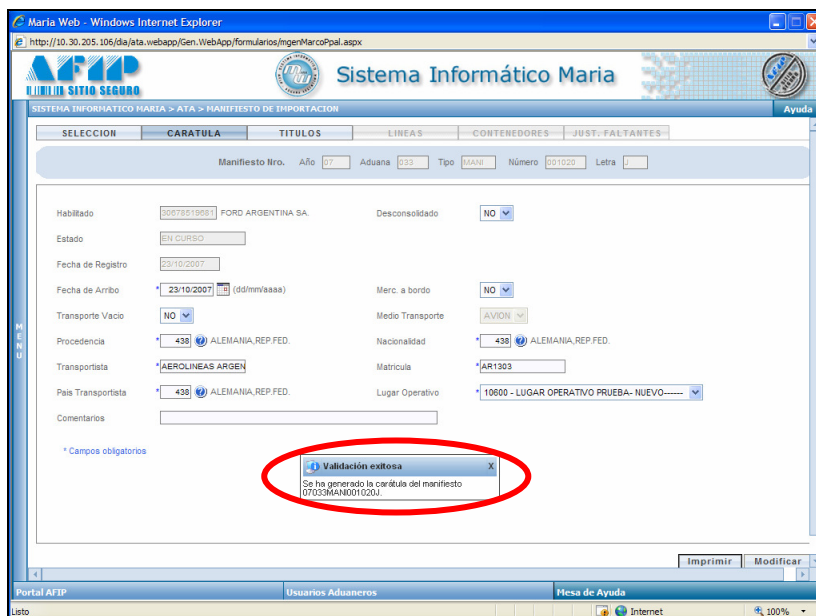 Maria Web - Windows Internet Explorer
http://10.30.205.106/dia/ata.webapp/Gen.WebApp/formularios/mgenMarcoPpal.aspx
AFIP
SITIO SEGURO
Sistema Informático Maria
SISTEMA INFORMATICO MARIA > ATA > MANIFIESTO DE IMPORTACION
Ayuda
SELECCION CARATULA TITULOS LINEAS CONTENEDORES JUST. FALTANTES
Manifiesto Nro. Año 07 Aduana 033 Tipo MANI Número 001020 Letra J
Habilitado 30678519681 FORD ARGENTINA SA. Desconsolidado NO
Estado EN CURSO
Fecha de Registro 23/10/2007
Fecha de Arribo * 23/10/2007 (dd/mm/aaaa) Merc. a bordo NO
Transporte Vacio NO Medio Transporte AVION
Procedencia * 438 ALEMANIA,REP.FED. Nacionalidad * 438 ALEMANIA,REP.FED.
Transportista * AEROLINEAS ARGEN Matricula * AR1303
Pais Transportista * 438 ALEMANIA,REP.FED. Lugar Operativo * 10600 - LUGAR OPERATIVO PRUEBA- NUEVO------
Comentarios
* Campos obligatorios
MENU
Validación exitosa X
Se ha generado la carátula del manifiesto
07033MANI001020J.
Imprimir Modificar
Portal AFIP Usuarios Aduaneros Mesa de Ayuda
Listo Internet 100%